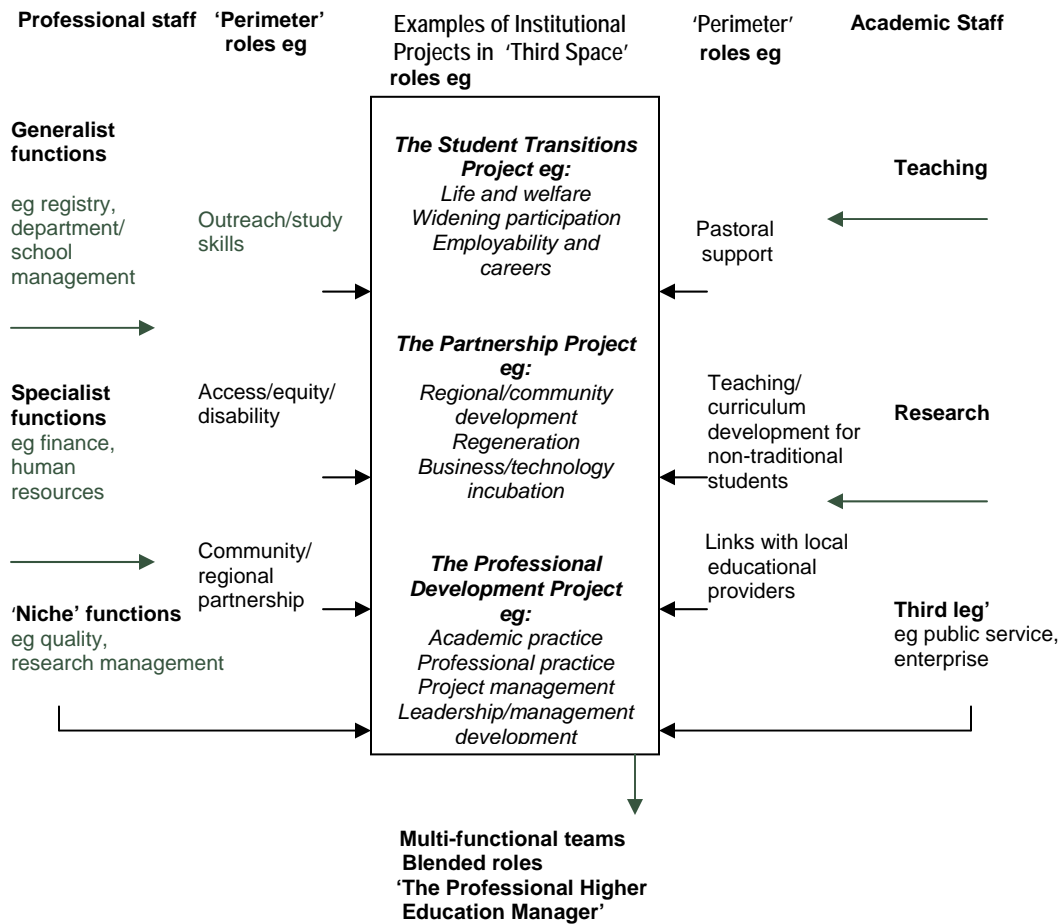 Professional staff
'Perimeter'
roles eg
Examples of Institutional
Projects in 'Third Space'
roles eg
'Perimeter'
roles eg
Academic Staff
Generalist
functions
eg registry,
department/
school
management
Specialist
functions
eg finance,
human
resources
'Niche' functions
eg quality,
research management
Outreach/study
skills
Access/equity/
disability
Community/
regional
partnership
The Student Transitions
Project eg:
Life and welfare
Widening participation
Employability and
careers
The Partnership Project
eg:
Regional/community
development
Regeneration
Business/technology
incubation
The Professional
Development Project
eg:
Academic practice
Professional practice
Project management
Leadership/management
development
Pastoral
support
Teaching/
curriculum
development for
non-traditional
students
Links with local
educational
providers
Teaching
Research
Third leg'
eg public service,
enterprise
Multi-functional teams
Blended roles
'The Professional Higher
Education Manager'